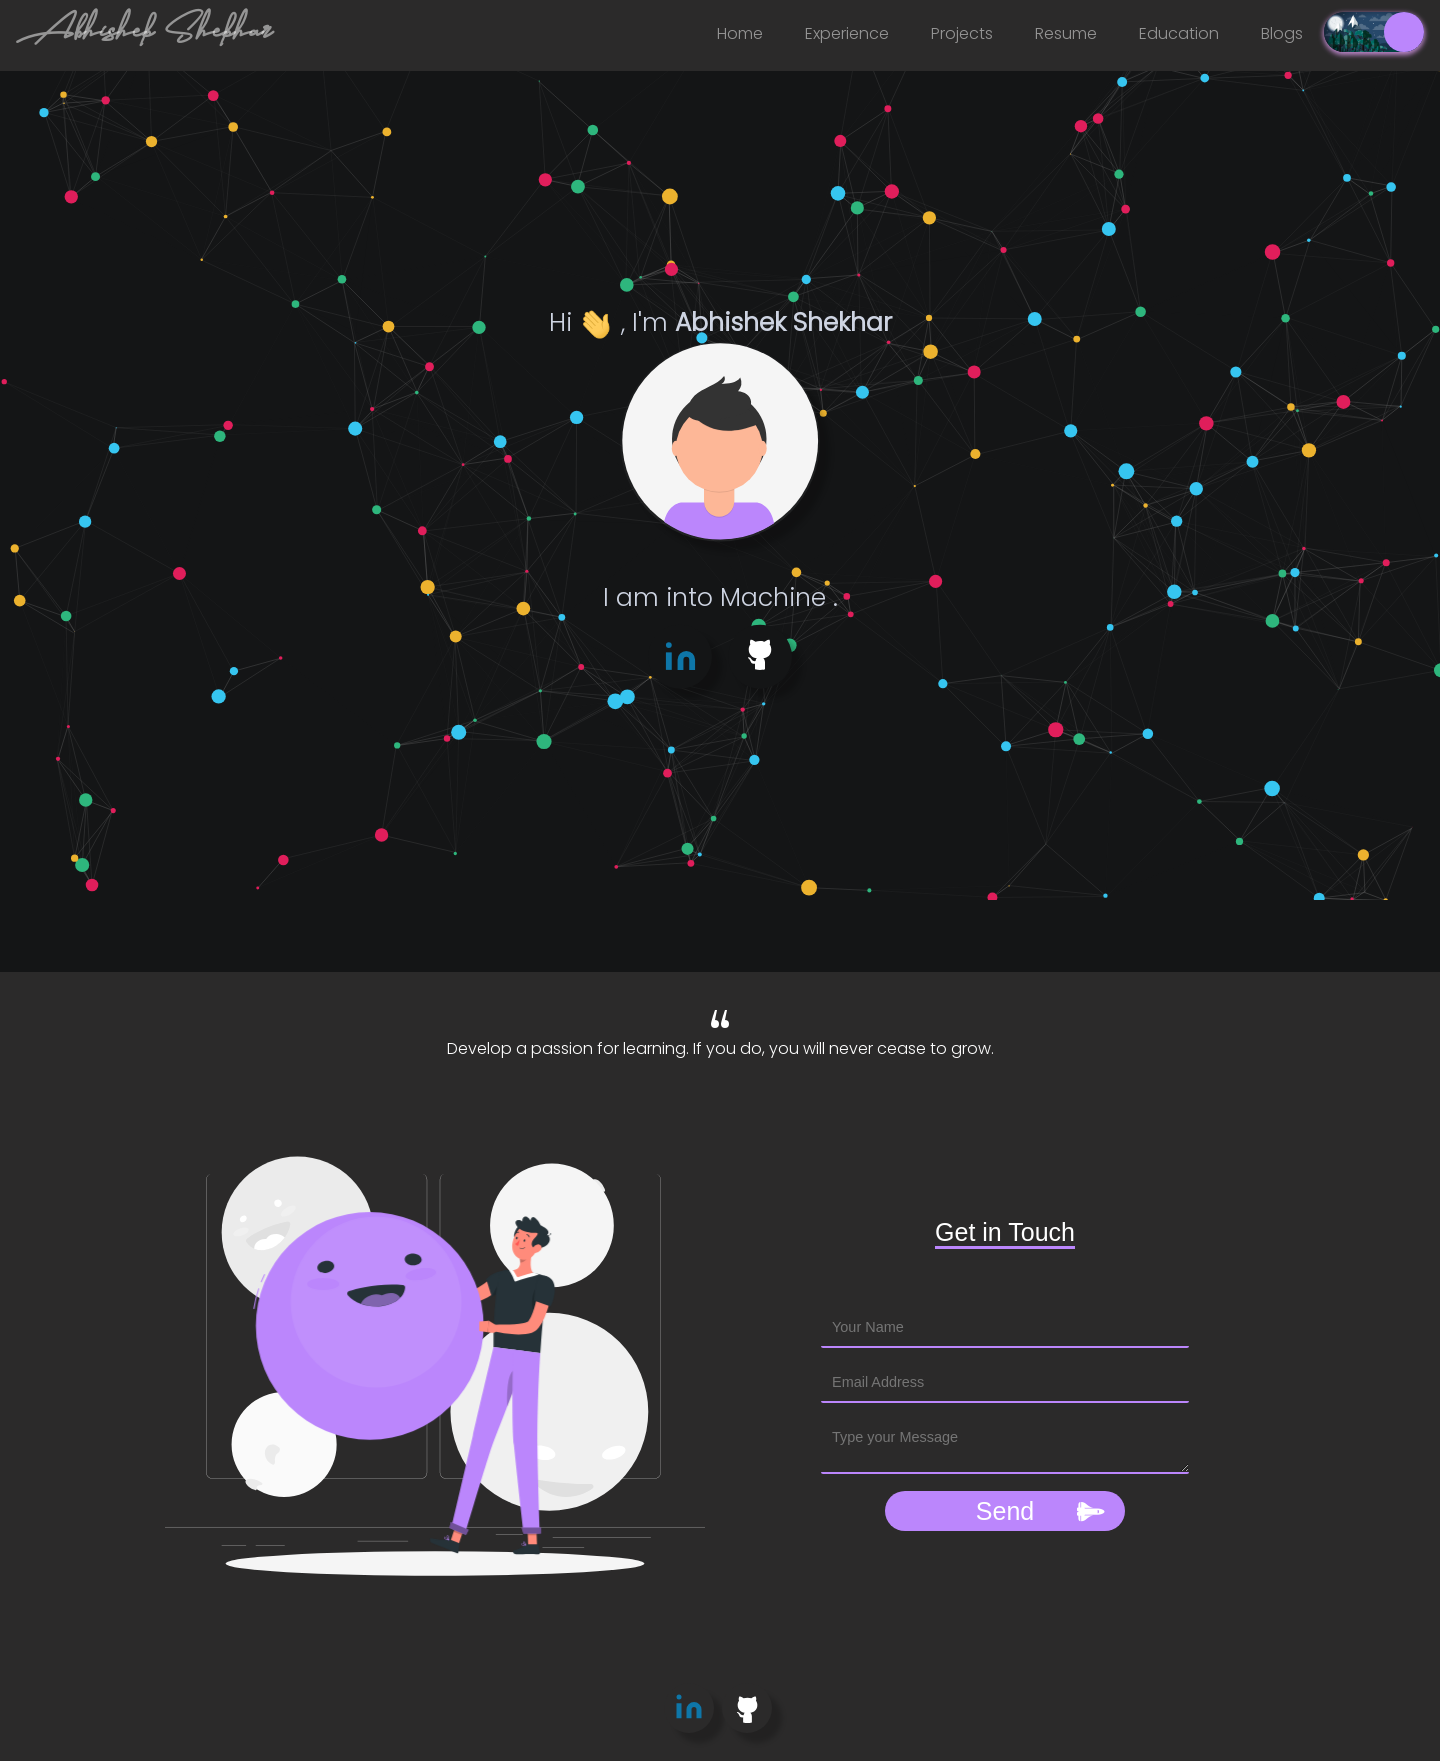 Abhishek Shekhar
Home Experience Projects Resume Education Blogs
Hi 👋 , I'm Abhishek Shekhar
I am into Machine .
in
“
Develop a passion for learning. If you do, you will never cease to grow.
Get in Touch
Your Name
Email Address
Type your Message
Send
in